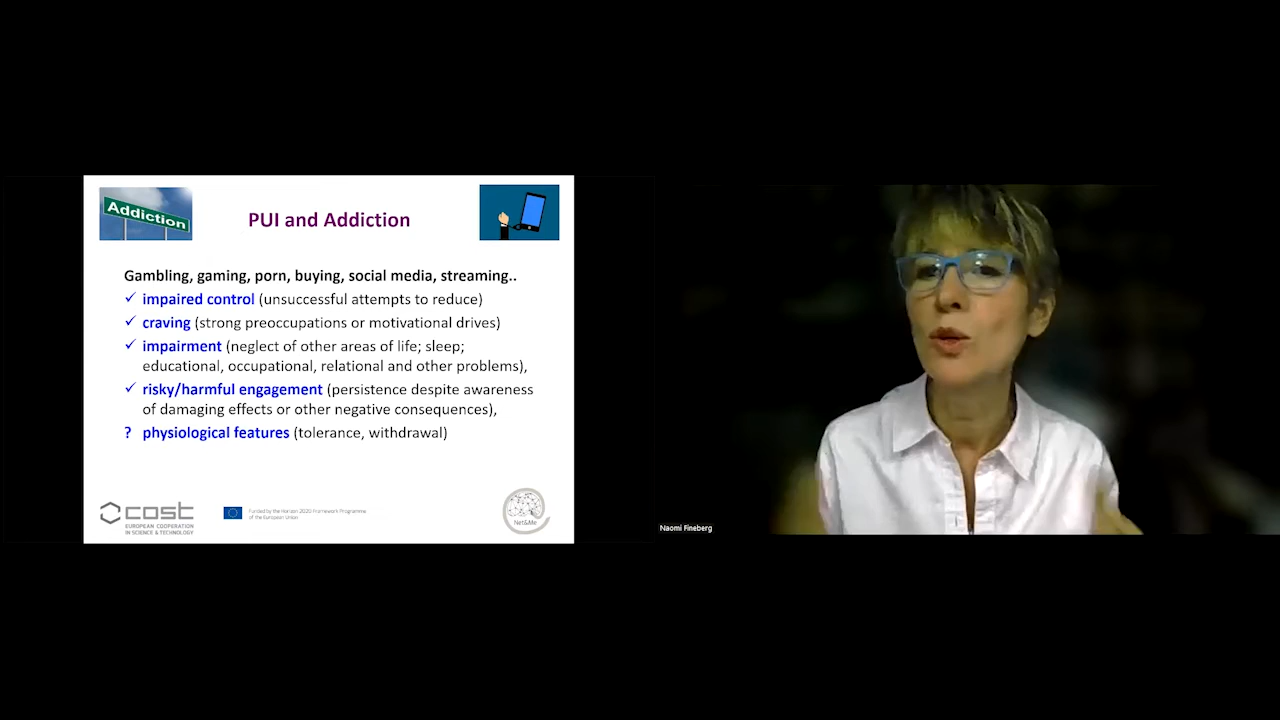 Addiction
PUI and Addiction
Gambling, gaming, porn, buying, social media, streaming..
✓ impaired control (unsuccessful attempts to reduce)
✓ craving (strong preoccupations or motivational drives)
✓ impairment (neglect of other areas of life; sleep;
educational, occupational, relational and other problems),
✓ risky/harmful engagement (persistence despite awareness
of damaging effects or other negative consequences),
? physiological features (tolerance, withdrawal)
cost
EUROPEAN COOPERATION
IN SCIENCE & TECHNOLOGY
Funded by the Horizon 2020 Framework Programme
of the European Union
Net&Me
Naomi Fineberg